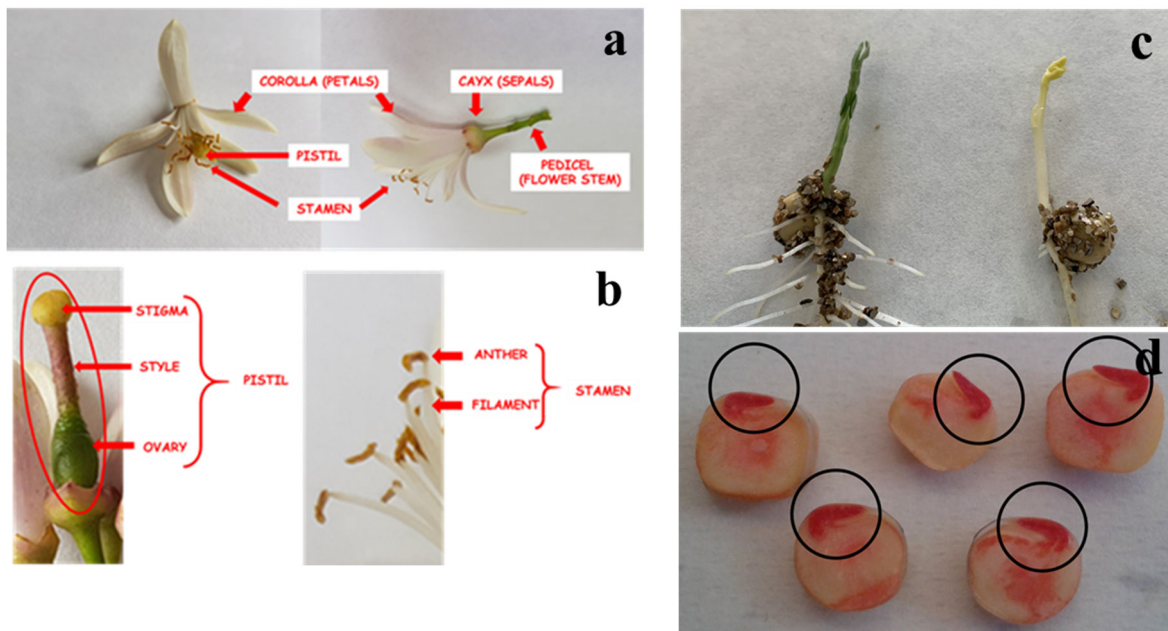 a
COROLLA (PETALS)
CAYX (SEPALS)
PISTIL
PEDICEL
(FLOWER STEM)
STAMEN
b
STIGMA
STYLE
PISTIL
OVARY
ANTHER
STAMEN
FILAMENT
c
d